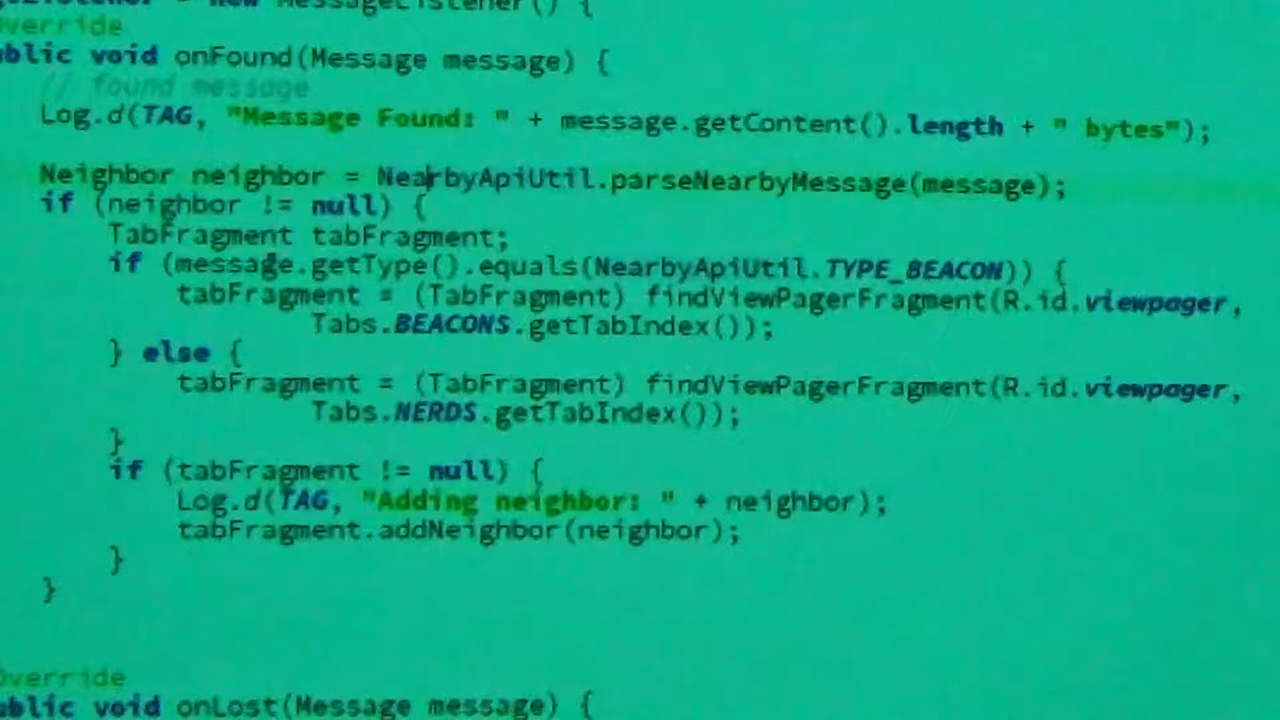 = new MessageListener() {
Override
public void onFound(Message message) {
// found message
Log.d(TAG, "Message Found: " + message.getContent().length + " bytes");
Neighbor neighbor = NearbyApiUtil.parseNearbyMessage(message);
if (neighbor != null) {
TabFragment tabFragment;
if (message.getType().equals(NearbyApiUtil.TYPE_BEACON)) {
tabFragment = (TabFragment) findViewPagerFragment(R.id.viewpager,
Tabs.BEACONS.getTabIndex());
} else {
tabFragment = (TabFragment) findViewPagerFragment(R.id.viewpager,
Tabs.NERDS.getTabIndex());
}
if (tabFragment != null) {
Log.d(TAG, "Adding neighbor: " + neighbor);
tabFragment.addNeighbor(neighbor);
}
}
Override
public void onLost(Message message) {